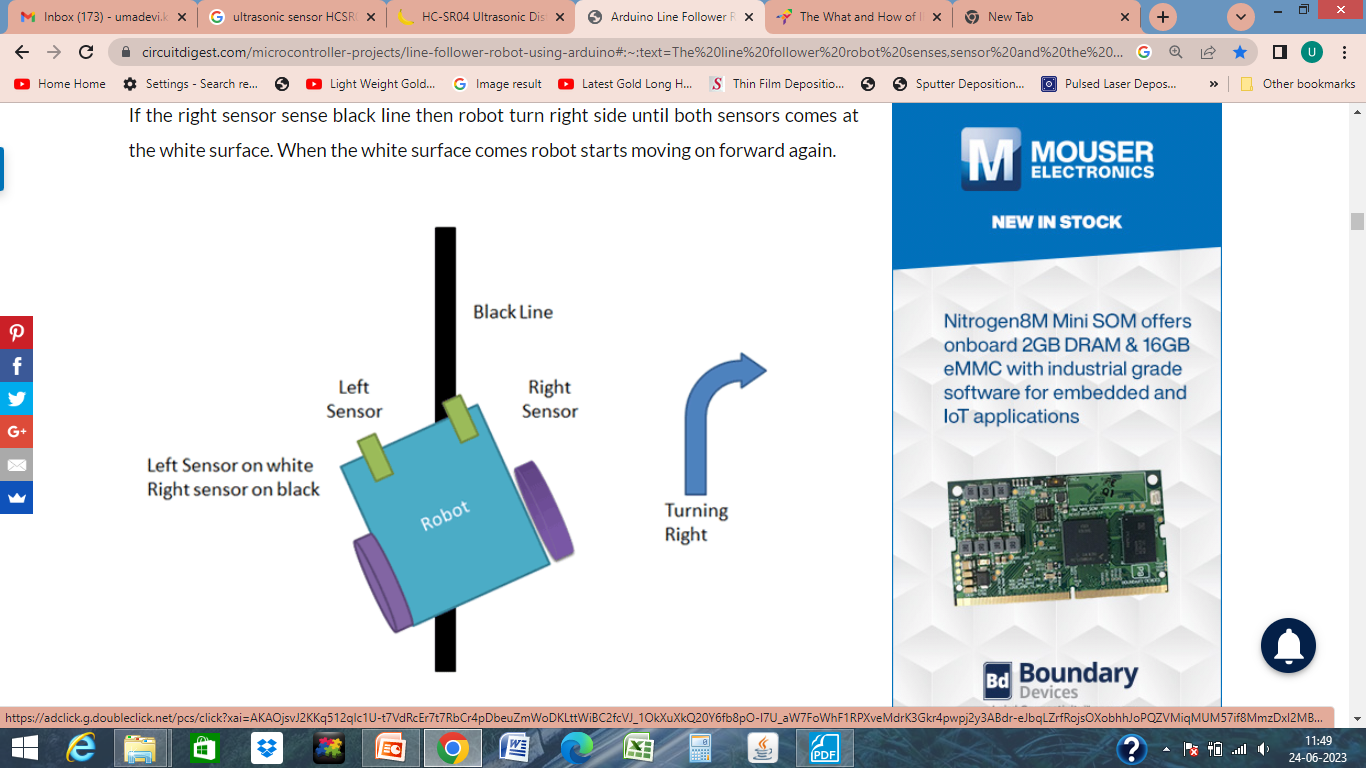 Inbox (173) - umadevi.k
ultrasonic sensor HCSR
HC-SR04 Ultrasonic Dis
Arduino Line Follower R
The What and How of
New Tab
circuitdigest.com/microcontroller-projects/line-follower-robot-using-arduino#:~:text=The%20line%20follower%20robot%20senses,sensor%20and%20the%20...
U
Home Home
Settings - Search re...
Light Weight Gold...
Image result
Latest Gold Long H...
Thin Film Depositio...
Sputter Deposition...
Pulsed Laser Depos...
»
Other bookmarks
If the right sensor sense black line then robot turn right side until both sensors comes at
the white surface. When the white surface comes robot starts moving on forward again.
Black Line
Left
Sensor
Right
Sensor
Left Sensor on white
Right sensor on black
Robot
Turning
Right
M MOUSER
ELECTRONICS
NEW IN STOCK
Nitrogen8M Mini SOM offers
onboard 2GB DRAM & 16GB
eMMC with industrial grade
software for embedded and
IoT applications
Bd Boundary
Devices
G+
PDF
11:49
24-06-2023